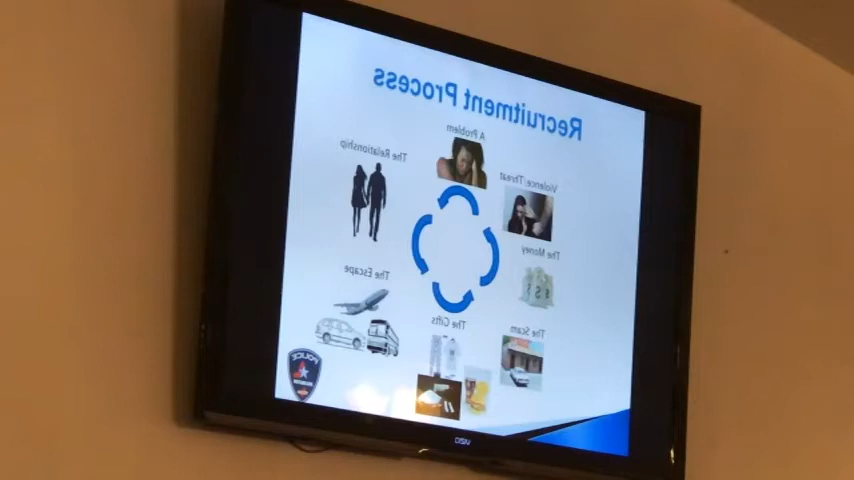 Recruitment Process
A Problem
The Relationship
Violence/Threat
The Money
The Escape
The Gifts
The Scam
POLICE
VIZIO